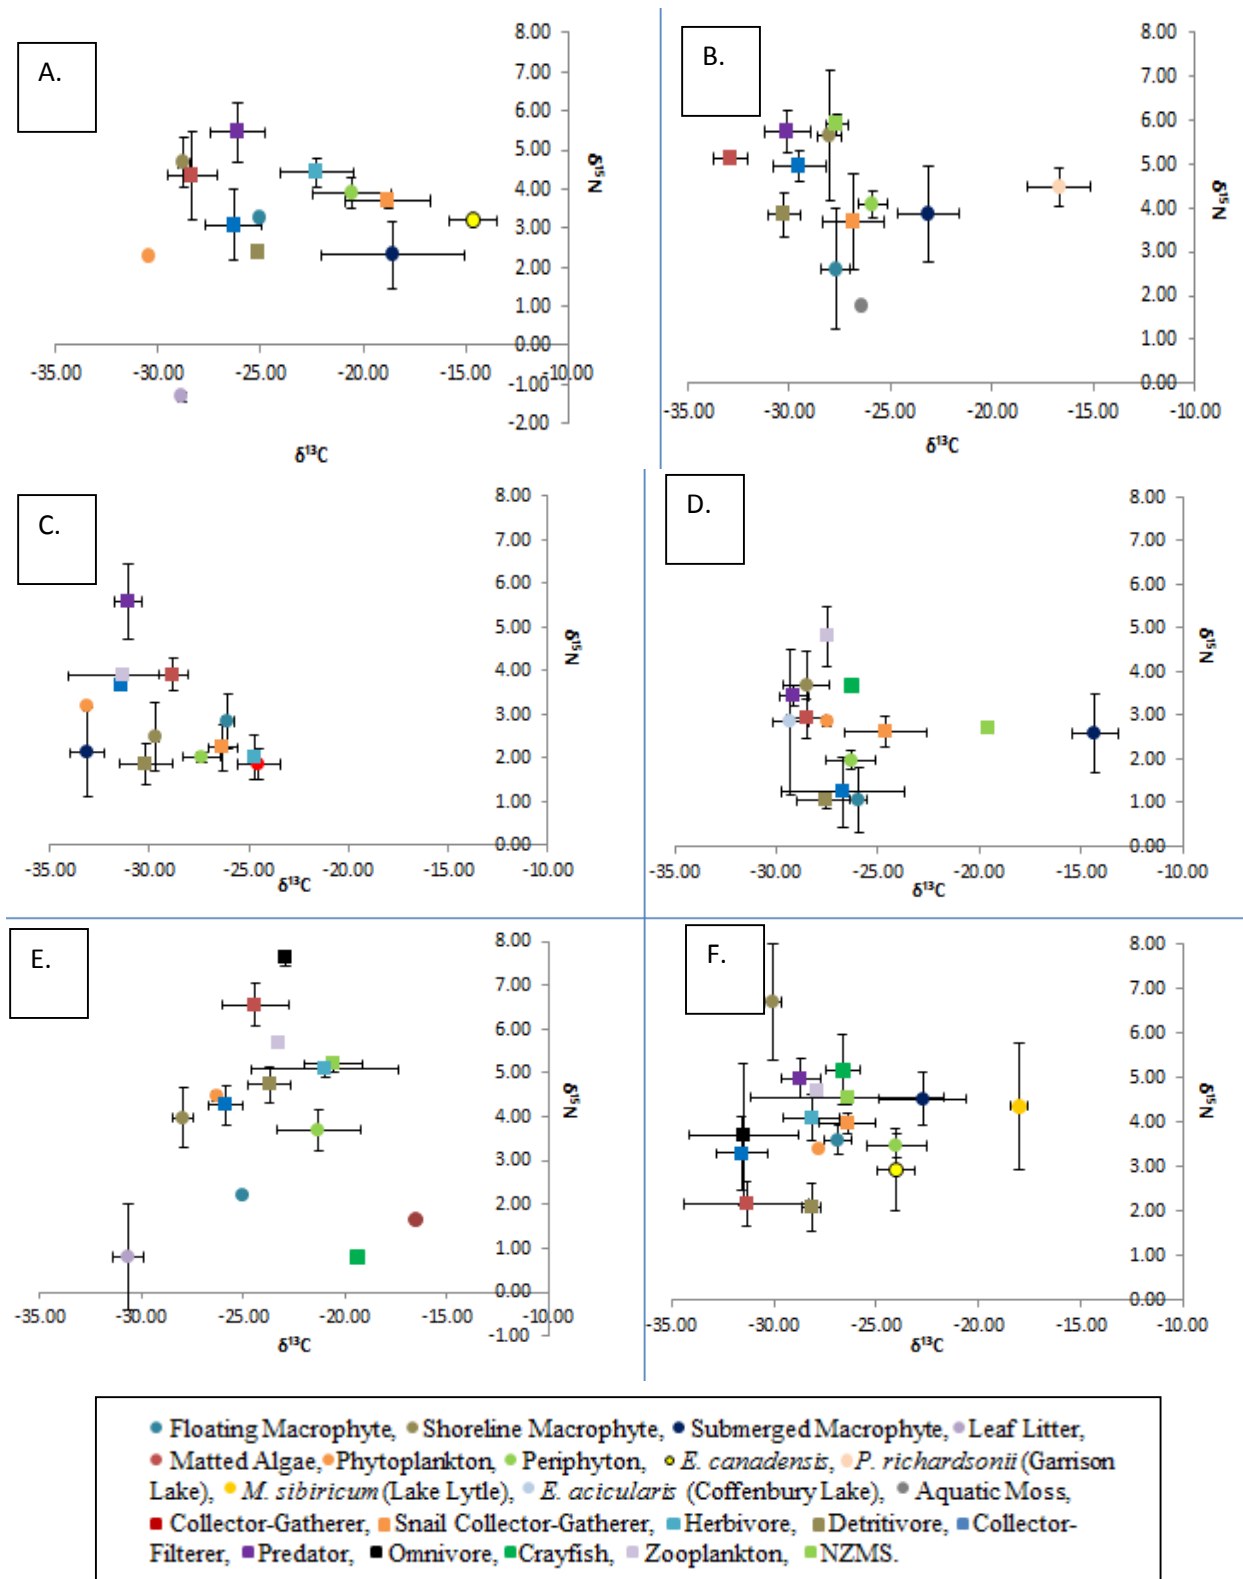 A.
8.00
7.00
6.00
5.00
4.00
3.00
2.00
1.00
0.00
-1.00
-2.00
δ¹⁵N
-35.00 -30.00 -25.00 -20.00 -15.00 -10.00
δ¹³C
B.
8.00
7.00
6.00
5.00
4.00
3.00
2.00
1.00
0.00
δ¹⁵N
-35.00 -30.00 -25.00 -20.00 -15.00 -10.00
δ¹³C
C.
8.00
7.00
6.00
5.00
4.00
3.00
2.00
1.00
0.00
δ¹⁵N
-35.00 -30.00 -25.00 -20.00 -15.00 -10.00
δ¹³C
D.
8.00
7.00
6.00
5.00
4.00
3.00
2.00
1.00
0.00
δ¹⁵N
-35.00 -30.00 -25.00 -20.00 -15.00 -10.00
δ¹³C
E.
8.00
7.00
6.00
5.00
4.00
3.00
2.00
1.00
0.00
-1.00
δ¹⁵N
-35.00 -30.00 -25.00 -20.00 -15.00 -10.00
δ¹³C
F.
8.00
7.00
6.00
5.00
4.00
3.00
2.00
1.00
0.00
δ¹⁵N
-35.00 -30.00 -25.00 -20.00 -15.00 -10.00
δ¹³C
Floating Macrophyte, Shoreline Macrophyte, Submerged Macrophyte, Leaf Litter,
Matted Algae, Phytoplankton, Periphyton, E. canadensis, P. richardsonii (Garrison
Lake), M. sibiricum (Lake Lytle), E. acicularis (Coffenbury Lake), Aquatic Moss,
Collector-Gatherer, Snail Collector-Gatherer, Herbivore, Detritivore, Collector-
Filterer, Predator, Omnivore, Crayfish, Zooplankton, NZMS.